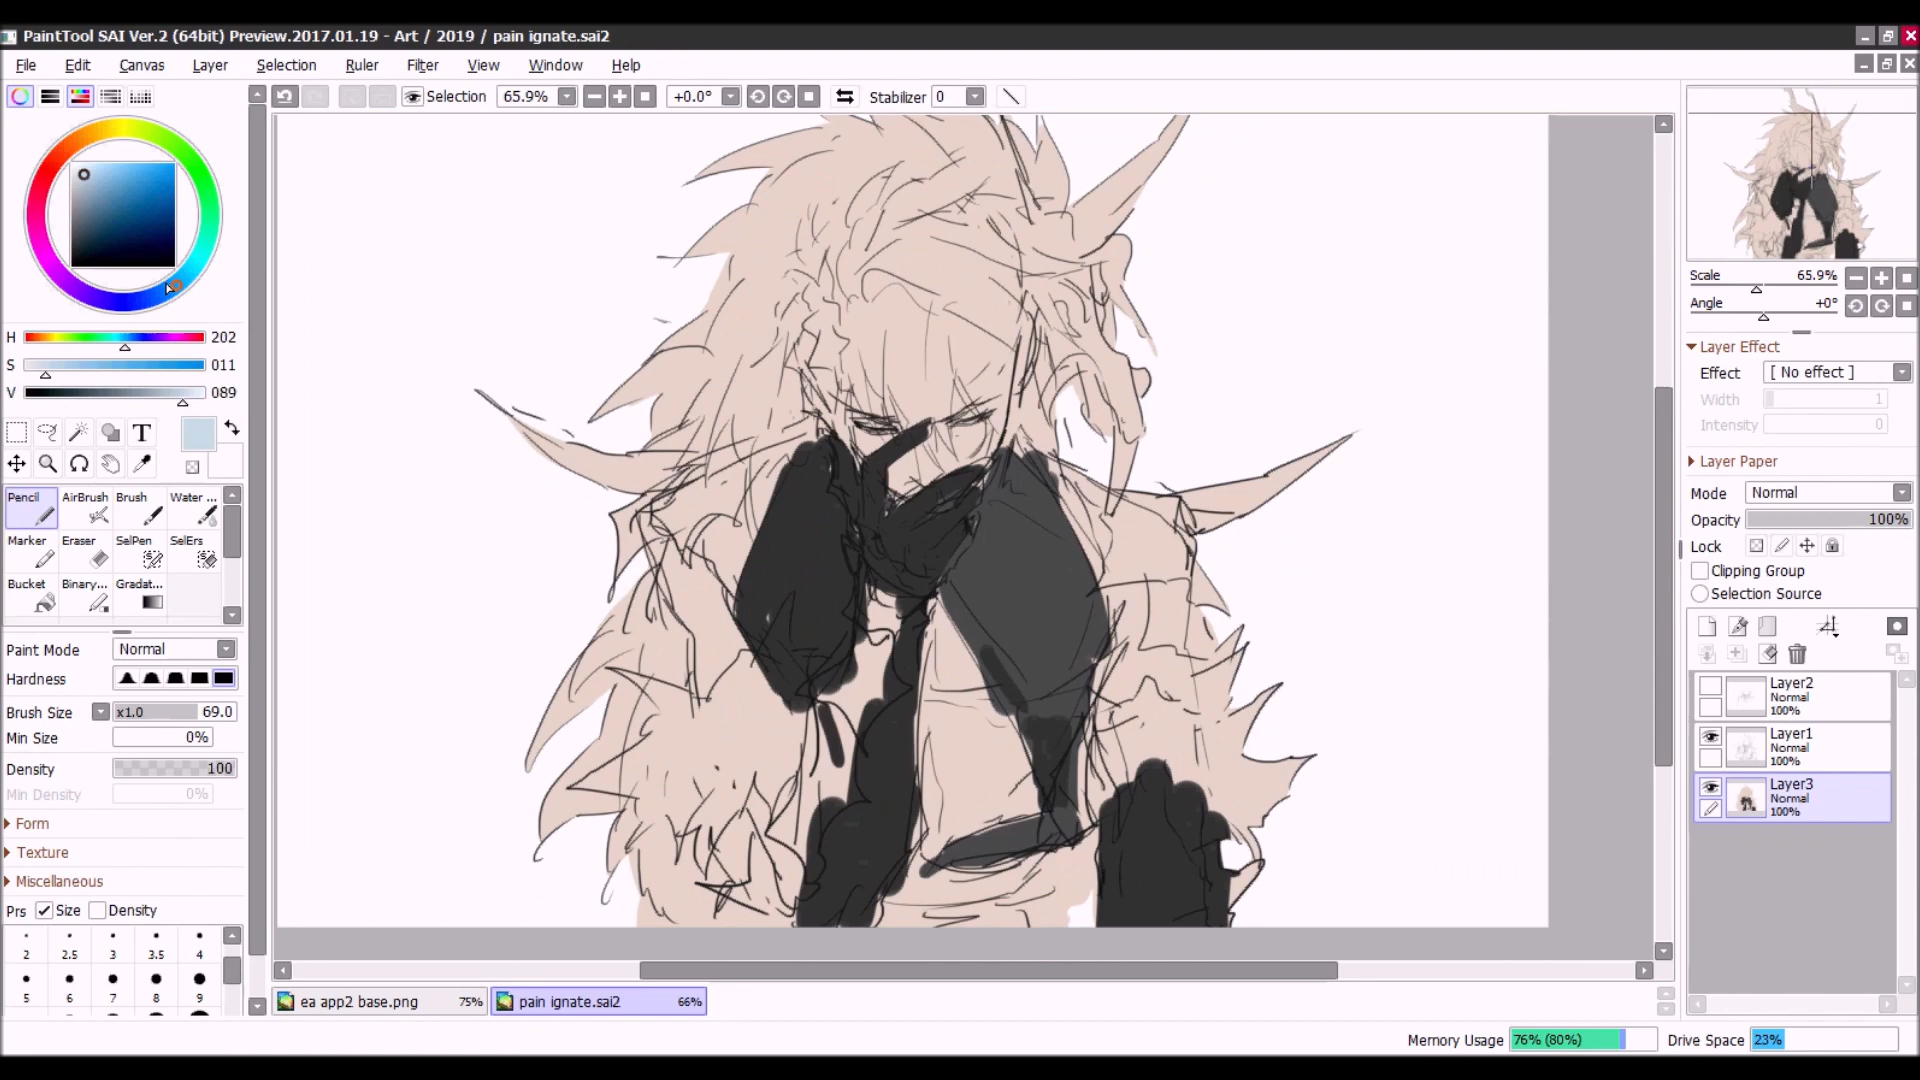 PaintTool SAI Ver.2 (64bit) Preview.2017.01.19 - Art / 2019 / pain ignate.sai2
File Edit Canvas Layer Selection Ruler Filter View Window Help
Selection 65.9% +0.0° Stabilizer 0
H 202
S 011
V 089
T
Pencil AirBrush Brush Water ...
Marker Eraser SelPen SelErs
Bucket Binary... Gradat...
Paint Mode Normal
Hardness
Brush Size x1.0 69.0
Min Size 0%
Density 100
Min Density 0%
Form
Texture
Miscellaneous
Prs Size Density
2 2.5 3 3.5 4
5 6 7 8 9
ea app2 base.png 75% pain ignate.sai2 66%
Scale 65.9%
Angle +0°
Layer Effect
Effect [ No effect ]
Width 1
Intensity 0
Layer Paper
Mode Normal
Opacity 100%
Lock
Clipping Group
Selection Source
Layer2
Normal
100%
Layer1
Normal
100%
Layer3
Normal
100%
Memory Usage 76% (80%) Drive Space 23%